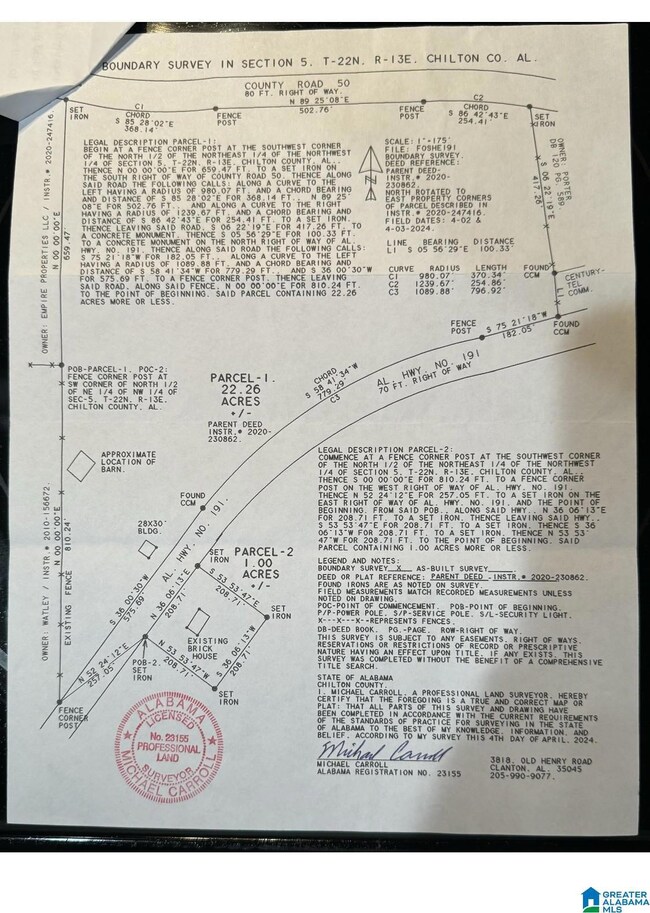 BOUNDARY SURVEY IN SECTION 5, T-22N, R-13E, CHILTON CO. AL.
COUNTY ROAD 50
80 FT. RIGHT OF WAY.
N 89 25'08"E
502.76'
SET
IRON
C1
CHORD
S 85 28'02"E
368.14'
FENCE
POST
FENCE
POST
C2
CHORD
S 86 42'43"E
254.41'
SET
IRON
OWNER: PORTER
DB 120 PG 589.
S 06 22'19"E
417.26'
OWNER: EMPIRE PROPERTIES LLC / INSTR.# 2020-247416.
N 00 00'00"E
659.47'
LEGAL DESCRIPTION PARCEL-1:
BEGIN AT A FENCE CORNER POST AT THE SOUTHWEST CORNER
OF THE NORTH 1/2 OF THE NORTHEAST 1/4 OF THE NORTHWEST
1/4 OF SECTION 5, T-22N, R-13E, CHILTON COUNTY, AL.,
THENCE N 00 00'00"E FOR 659.47 FT. TO A SET IRON ON
THE SOUTH RIGHT OF WAY OF COUNTY ROAD 50. THENCE ALONG
SAID ROAD THE FOLLOWING CALLS: ALONG A CURVE TO THE
LEFT HAVING A RADIUS OF 980.07 FT. AND A CHORD BEARING
AND DISTANCE OF S 85 28'02"E FOR 368.14 FT., N 89 25'
08"E FOR 502.76 FT., AND ALONG A CURVE TO THE RIGHT
HAVING A RADIUS OF 1239.67 FT. AND A CHORD BEARING AND
DISTANCE OF S 86 42'43"E FOR 254.41 FT. TO A SET IRON.
THENCE LEAVING SAID ROAD, S 06 22'19"E FOR 417.26 FT. TO
A CONCRETE MONUMENT. THENCE S 05 56'29"E FOR 100.33 FT.
TO A CONCRETE MONUMENT ON THE NORTH RIGHT OF WAY OF AL.
HWY. NO. 191. THENCE ALONG SAID ROAD THE FOLLOWING CALLS:
S 75 21'18"W FOR 182.05 FT., ALONG A CURVE TO THE LEFT
HAVING A RADIUS OF 1089.88 FT. AND A CHORD BEARING AND
DISTANCE OF S 58 41'34"W FOR 779.29 FT., AND S 36 00'30"W
FOR 575.69 FT. TO A FENCE CORNER POST. THENCE LEAVING
SAID ROAD, ALONG SAID FENCE, N 00 00'00"E FOR 810.24 FT.
TO THE POINT OF BEGINNING. SAID PARCEL CONTAINING 22.26
ACRES MORE OR LESS.
SCALE: 1"=175'
FILE: FOSHEI91
BOUNDARY SURVEY.
DEED REFERENCE:
PARENT DEED-
INSTR.# 2020-
230862.
NORTH ROTATED TO
EAST PROPERTY CORNERS
OF PARCEL DESCRIBED IN
INSTR.# 2020-247416.
FIELD DATES: 4-02 &
4-03-2024.
LINE BEARING DISTANCE
L1 S 05 56'29"E 100.33
CURVE RADIUS LENGTH
C1 980.07' 370.34'
C2 1239.67' 254.86'
C3 1089.88' 796.92'
FOUND
CCM
L1
CENTURY-
TEL
COMM.
FENCE
POST
S 75 21'18"W
182.05'
FOUND
CCM
POB-PARCEL-1, POC-2:
FENCE CORNER POST AT
SW CORNER OF NORTH 1/2
OF NE 1/4 OF NW 1/4 OF
SEC-5, T-22N, R-13E,
CHILTON COUNTY, AL.
PARCEL-1.
22.26
ACRES
+/-
PARENT DEED
INSTR.# 2020-
230862.
CHORD
S 58 41'34"W
779.29'
C3
AL HWY. NO. 191
70 FT. RIGHT OF WAY
APPROXIMATE
LOCATION OF
BARN.
FOUND
CCM
28X30'
BLDG.
AL. HWY. NO. 191.
SET
IRON
PARCEL-2
1.00
ACRES
+/-
S 36 00'30"W
575.69'
N 36 06'13"E
208.71'
S 53 53'47"E
208.71'
SET
IRON
EXISTING
BRICK
HOUSE
S 36 06'13"W
208.71'
N 53 53'47"W
208.71'
SET
IRON
POB-2
SET
IRON
N 52 24'12"E
257.05'
FENCE
CORNER
POST
OWNER: WATLEY / INSTR.# 2010-156672.
EXISTING FENCE
N 00 00'00"E
810.24'
LEGAL DESCRIPTION PARCEL-2:
COMMENCE AT A FENCE CORNER POST AT THE SOUTHWEST CORNER
OF THE NORTH 1/2 OF THE NORTHEAST 1/4 OF THE NORTHWEST
1/4 OF SECTION 5, T-22N, R-13E, CHILTON COUNTY, AL.,
THENCE S 00 00'00"E FOR 810.24 FT. TO A FENCE CORNER
POST ON THE WEST RIGHT OF WAY OF AL. HWY. NO. 191.
THENCE N 52 24'12"E FOR 257.05 FT. TO A SET IRON ON THE
EAST RIGHT OF WAY OF AL. HWY. NO. 191, AND THE POINT OF
BEGINNING. FROM SAID POB., ALONG SAID HWY., N 36 06'13"E
FOR 208.71 FT. TO A SET IRON. THENCE LEAVING SAID HWY.,
S 53 53'47"E FOR 208.71 FT. TO A SET IRON. THENCE S 36
06'13"W FOR 208.71 FT. TO A SET IRON. THENCE N 53 53'
47"W FOR 208.71 FT. TO THE POINT OF BEGINNING. SAID
PARCEL CONTAINING 1.00 ACRES MORE OR LESS.
LEGEND AND NOTES:
BOUNDARY SURVEY X AS-BUILT SURVEY
DEED OR PLAT REFERENCE: PARENT DEED -INSTR.# 2020-230862.
FOUND IRONS ARE AS NOTED ON SURVEY.
FIELD MEASUREMENTS MATCH RECORDED MEASUREMENTS UNLESS
NOTED ON DRAWING.
POC-POINT OF COMMENCEMENT. POB-POINT OF BEGINNING.
P/P-POWER POLE. S/P-SERVICE POLE. S/L-SECURITY LIGHT.
X---X---X--REPRESENTS FENCES.
DB-DEED BOOK. PG.-PAGE. ROW-RIGHT OF WAY.
THIS SURVEY IS SUBJECT TO ANY EASEMENTS, RIGHT OF WAYS,
RESERVATIONS OR RESTRICTIONS OF RECORD OR PRESCRIPTIVE
NATURE HAVING AN EFFECT OF TITLE, IF ANY EXISTS. THIS
SURVEY WAS COMPLETED WITHOUT THE BENEFIT OF A COMPREHENSIVE
TITLE SEARCH.
STATE OF ALABAMA
CHILTON COUNTY.
I, MICHAEL CARROLL, A PROFESSIONAL LAND SURVEYOR, HEREBY
CERTIFY THAT THE FOREGOING IS A TRUE AND CORRECT MAP OR
PLAT; THAT ALL PARTS OF THIS SURVEY AND DRAWING HAVE
BEEN COMPLETED IN ACCORDANCE WITH THE CURRENT REQUIREMENTS
OF THE STANDARDS OF PRACTICE FOR SURVEYING IN THE STATE
OF ALABAMA TO THE BEST OF MY KNOWLEDGE, INFORMATION, AND
BELIEF, ACCORDING TO MY SURVEY THIS 4TH DAY OF APRIL, 2024.
Michael Carroll
MICHAEL CARROLL
ALABAMA REGISTRATION NO. 23155
3818, OLD HENRY ROAD
CLANTON, AL. 35045
205-990-9077.
ALABAMA
LICENSED
No. 23155
PROFESSIONAL
LAND
SURVEYOR
MICHAEL CARROLL
GREATER
ALABAMA
MLS